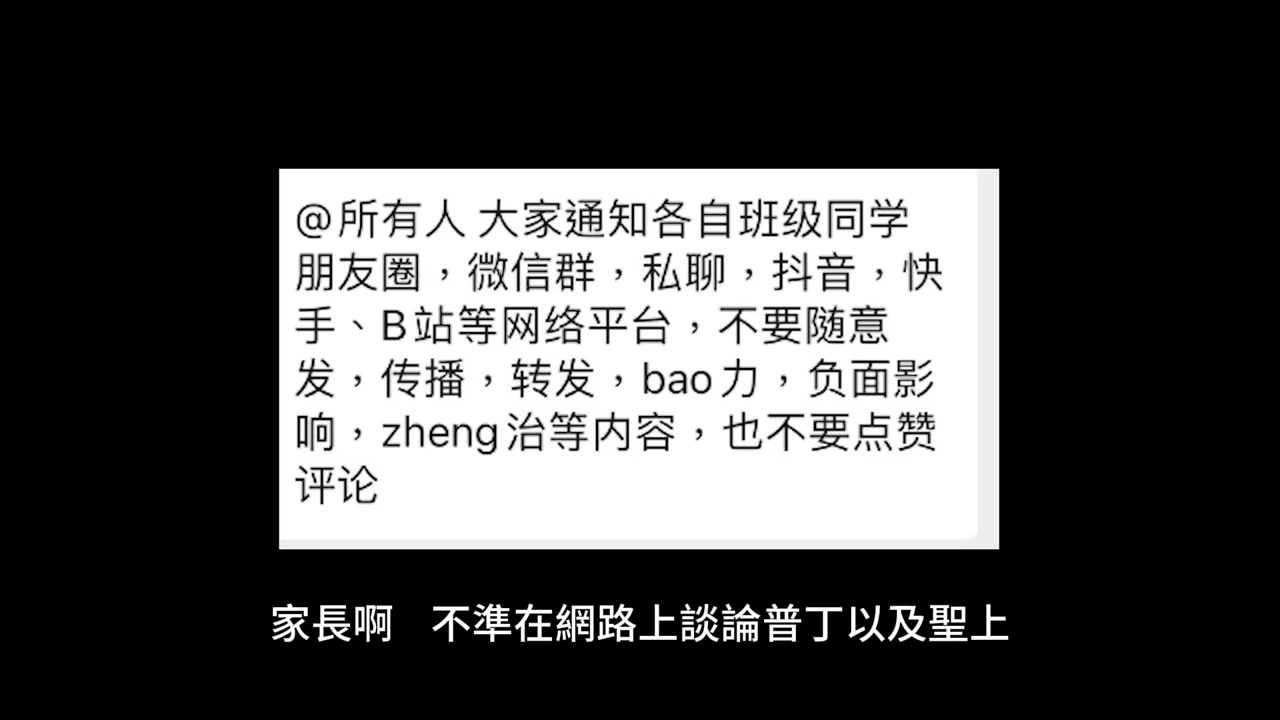 @所有人 大家通知各自班级同学
朋友圈，微信群，私聊，抖音，快
手、B站等网络平台，不要随意
发，传播，转发，bao力，负面影
响，zheng治等内容，也不要点赞
评论
家長啊 不準在網路上談論普丁以及聖上